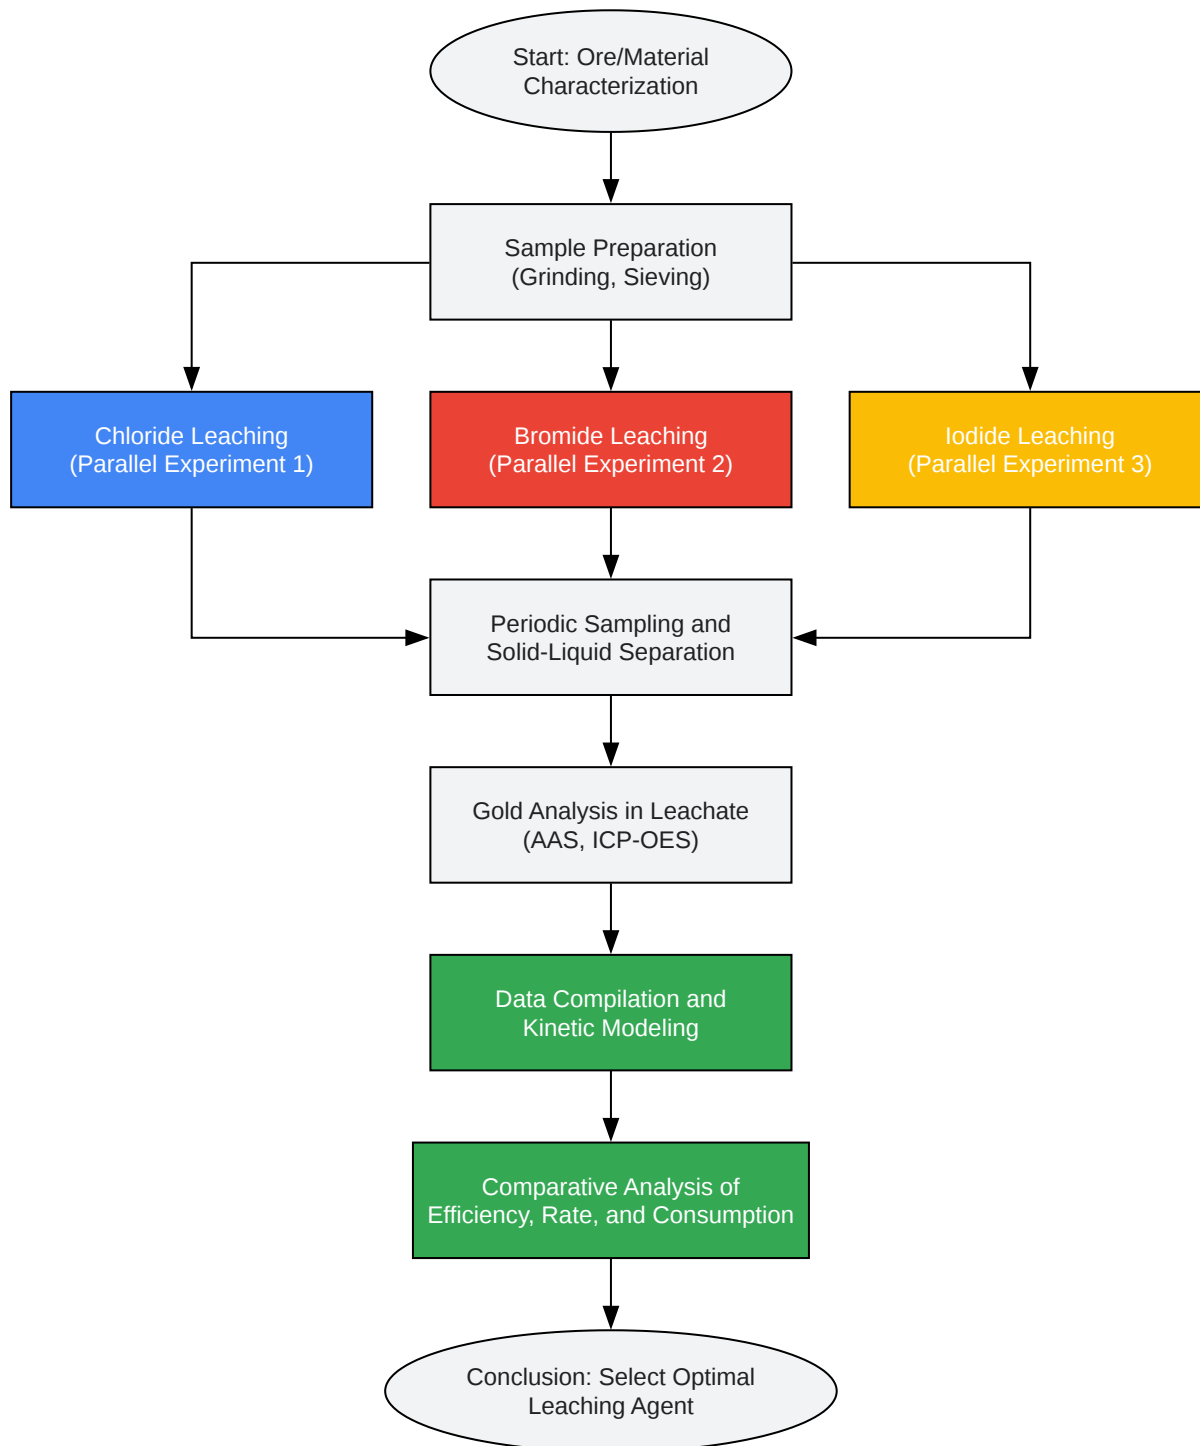 Start: Ore/Material
Characterization
Sample Preparation
(Grinding, Sieving)
Chloride Leaching
(Parallel Experiment 1)
Bromide Leaching
(Parallel Experiment 2)
Iodide Leaching
(Parallel Experiment 3)
Periodic Sampling and
Solid-Liquid Separation
Gold Analysis in Leachate
(AAS, ICP-OES)
Data Compilation and
Kinetic Modeling
Comparative Analysis of
Efficiency, Rate, and Consumption
Conclusion: Select Optimal
Leaching Agent